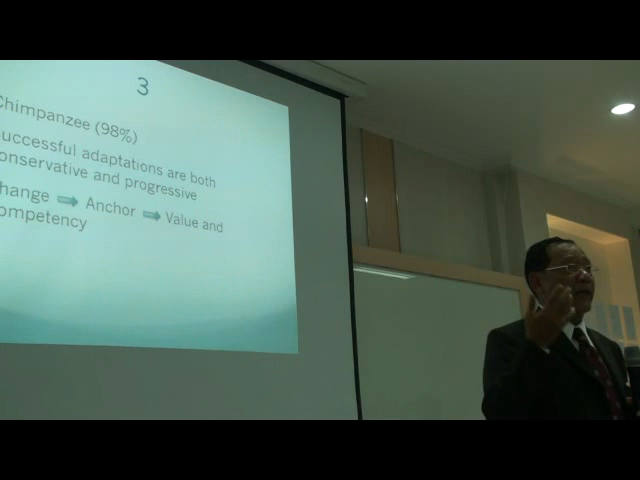 3
Chimpanzee (98%)
uccessful adaptations are both
onservative and progressive
hange Anchor Value and
ompetency